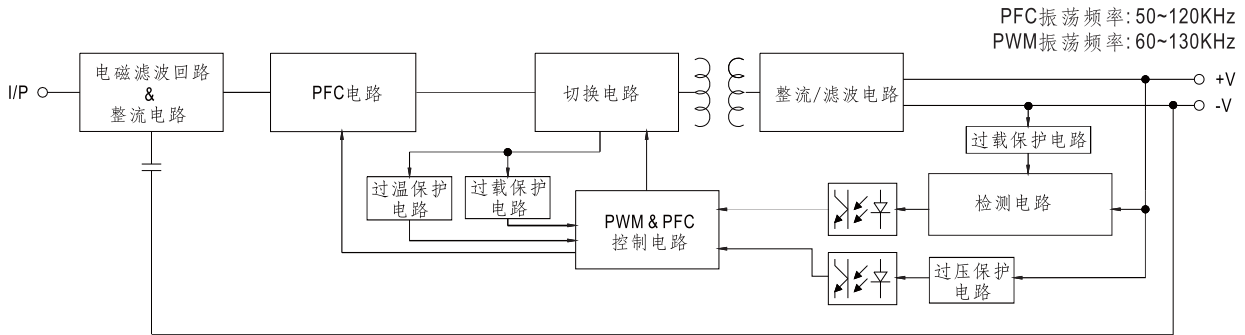 PFC振荡频率: 50~120KHz
PWM振荡频率: 60~130KHz
I/P
电磁滤波回路
&
整流电路
PFC电路
切换电路
整流/滤波电路
+V
-V
过载保护电路
过温保护
电路
过载保护
电路
PWM & PFC
控制电路
检测电路
过压保护
电路